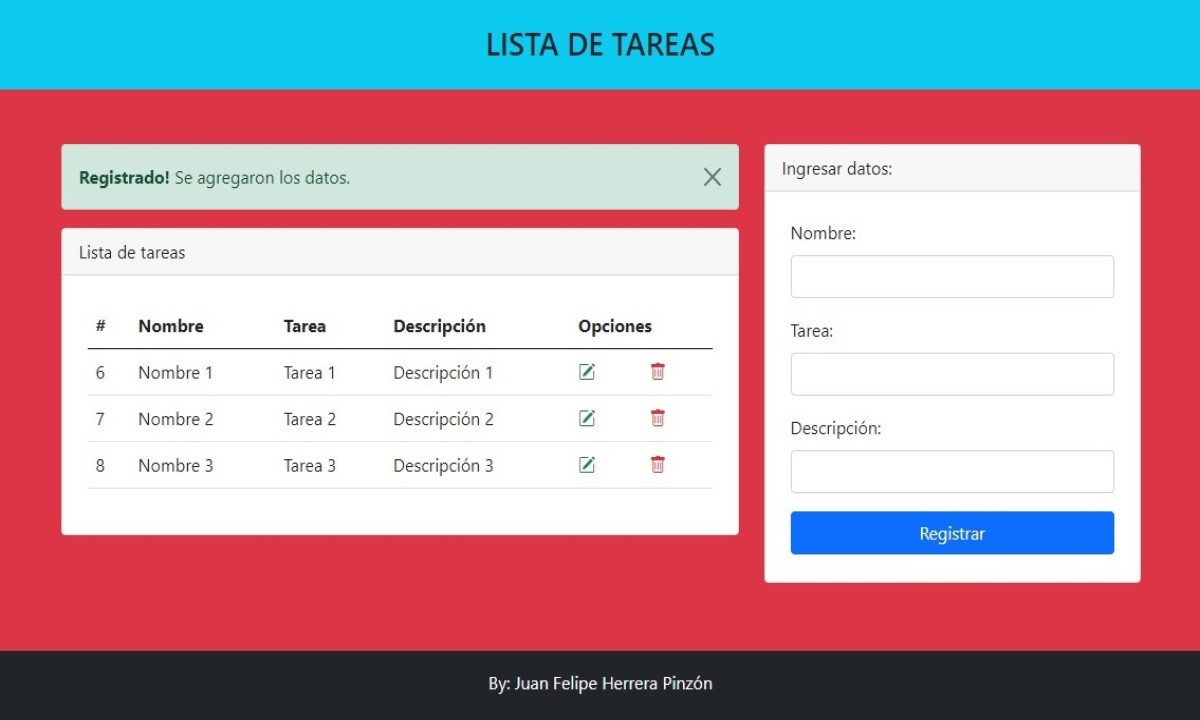 LISTA DE TAREAS
Registrado! Se agregaron los datos.
Lista de tareas
# Nombre Tarea Descripción Opciones
6 Nombre 1 Tarea 1 Descripción 1
7 Nombre 2 Tarea 2 Descripción 2
8 Nombre 3 Tarea 3 Descripción 3
Ingresar datos:
Nombre:
Tarea:
Descripción:
Registrar
By: Juan Felipe Herrera Pinzón